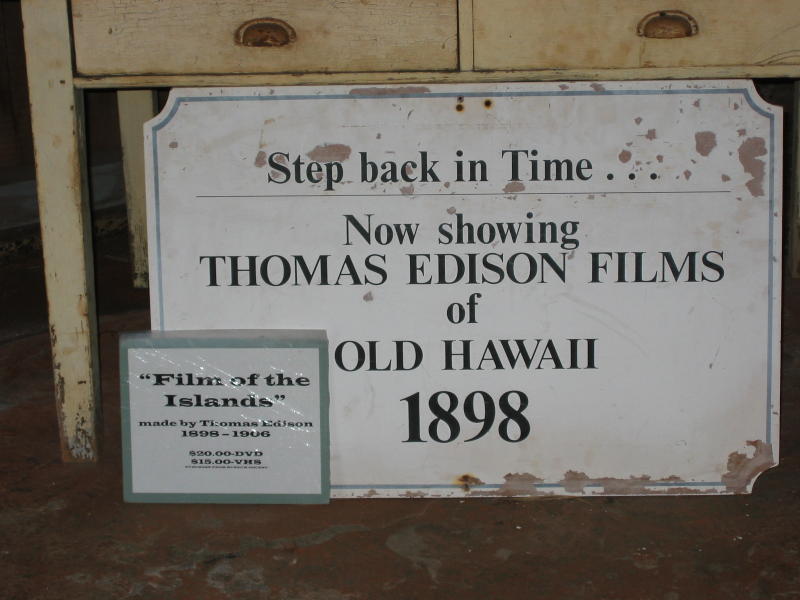 Step back in Time . . .
Now showing
THOMAS EDISON FILMS
of
OLD HAWAII
1898
"Film of the
Islands"
made by Thomas Edison
1898-1906
$20.00-DVD
$15.00-VHS